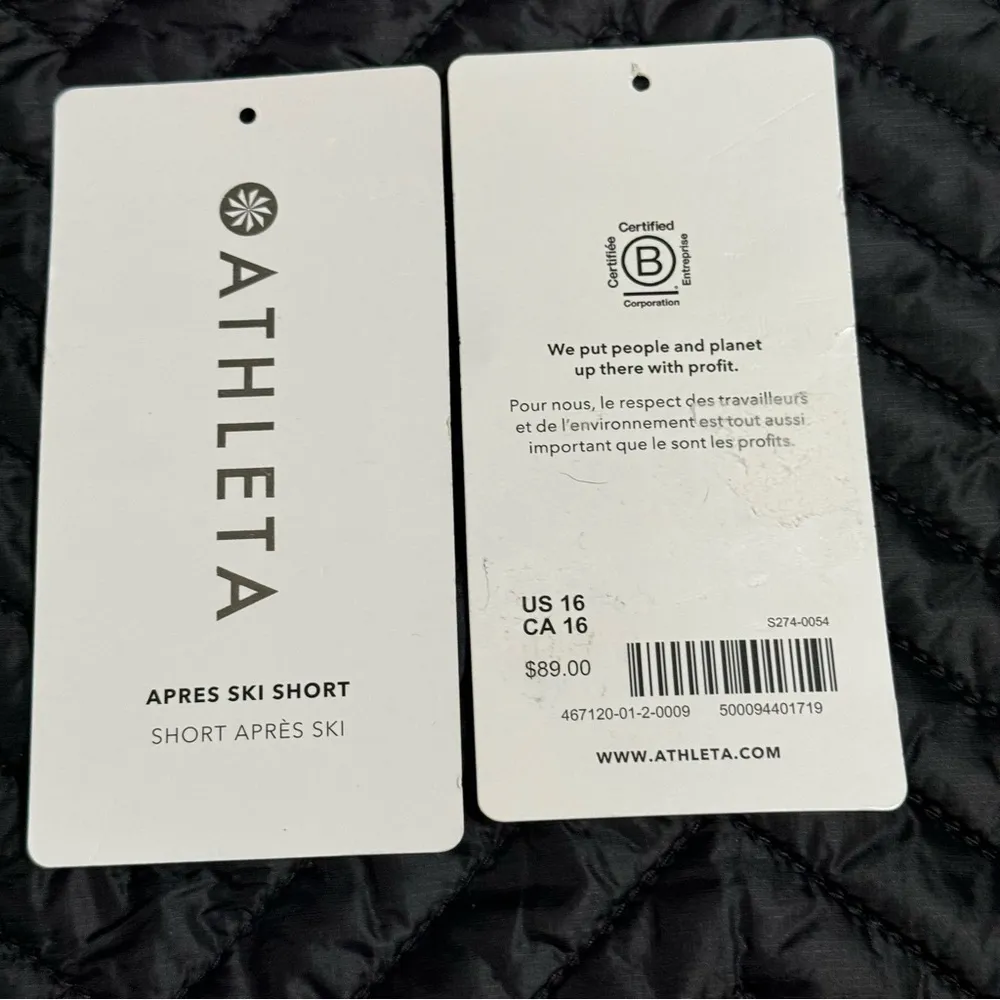 ATHLETA
APRES SKI SHORT
SHORT APRÈS SKI
Certified
Certifiée
B
Entreprise
Corporation
We put people and planet
up there with profit.
Pour nous, le respect des travailleurs
et de l'environnement est tout aussi
important que le sont les profits.
US 16
CA 16
S274-0054
$89.00
467120-01-2-0009 500094401719
WWW.ATHLETA.COM